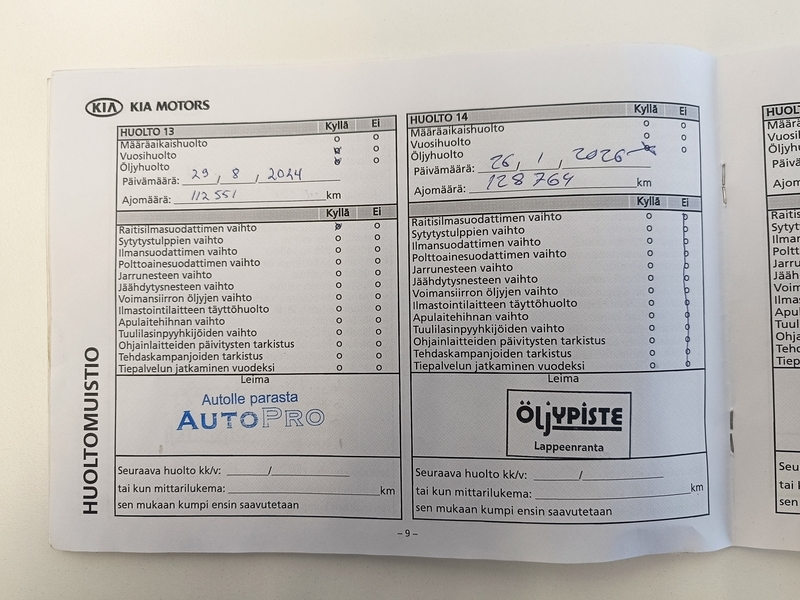 KIA KIA MOTORS
HUOLTOMUISTIO
HUOLTO 13 Kyllä Ei
Määräaikaishuolto o o
Vuosihuolto o o
Öljyhuolto o o
Päivämäärä: 29, 8, 2024
Ajomäärä: 112 551 km
Kyllä Ei
Raitisilmasuodattimen vaihto o o
Sytytystulppien vaihto o o
Ilmansuodattimen vaihto o o
Polttoainesuodattimen vaihto o o
Jarrunesteen vaihto o o
Jäähdytysnesteen vaihto o o
Voimansiirron öljyjen vaihto o o
Ilmastointilaitteen täyttöhuolto o o
Apulaitehihnan vaihto o o
Tuulilasinpyyhkijöiden vaihto o o
Ohjainlaitteiden päivitysten tarkistus o o
Tehdaskampanjoiden tarkistus o o
Tiepalvelun jatkaminen vuodeksi o o
Leima
Autolle parasta
AUTOPRO
Seuraava huolto kk/v: /
tai kun mittarilukema: km
sen mukaan kumpi ensin saavutetaan
HUOLTO 14 Kyllä Ei
Määräaikaishuolto o o
Vuosihuolto o o
Öljyhuolto o o
Päivämäärä: 26, 1, 2026
Ajomäärä: 128 764 km
Kyllä Ei
Raitisilmasuodattimen vaihto o o
Sytytystulppien vaihto o o
Ilmansuodattimen vaihto o o
Polttoainesuodattimen vaihto o o
Jarrunesteen vaihto o o
Jäähdytysnesteen vaihto o o
Voimansiirron öljyjen vaihto o o
Ilmastointilaitteen täyttöhuolto o o
Apulaitehihnan vaihto o o
Tuulilasinpyyhkijöiden vaihto o o
Ohjainlaitteiden päivitysten tarkistus o o
Tehdaskampanjoiden tarkistus o o
Tiepalvelun jatkaminen vuodeksi o o
Leima
ÖLJYPISTE
Lappeenranta
Seuraava huolto kk/v: /
tai kun mittarilukema: km
sen mukaan kumpi ensin saavutetaan
– 9 –